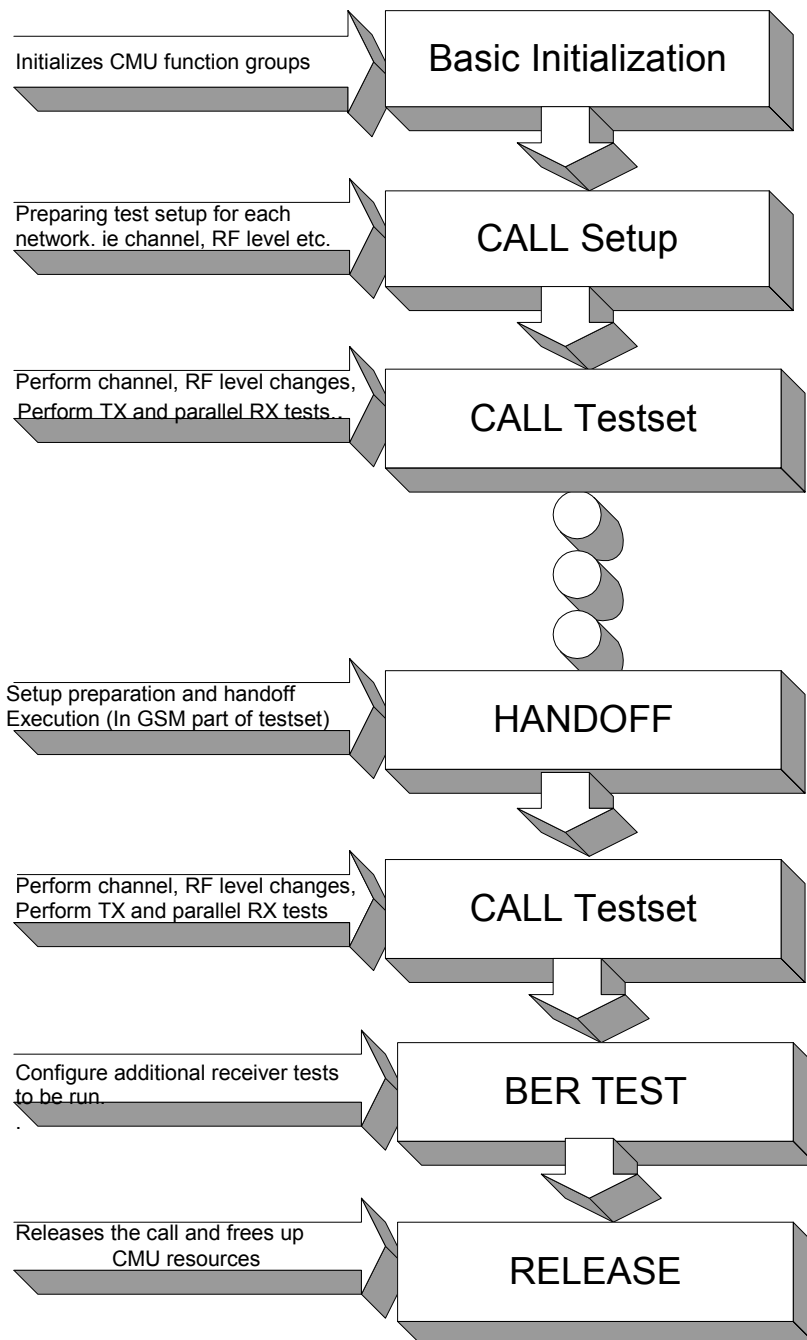 Initializes CMU function groups
Basic Initialization
Preparing test setup for each
network. ie channel, RF level etc.
CALL Setup
Perform channel, RF level changes,
Perform TX and parallel RX tests..
CALL Testset
Setup preparation and handoff
Execution (In GSM part of testset)
HANDOFF
Perform channel, RF level changes,
Perform TX and parallel RX tests
CALL Testset
Configure additional receiver tests
to be run.
.
BER TEST
Releases the call and frees up
CMU resources
RELEASE